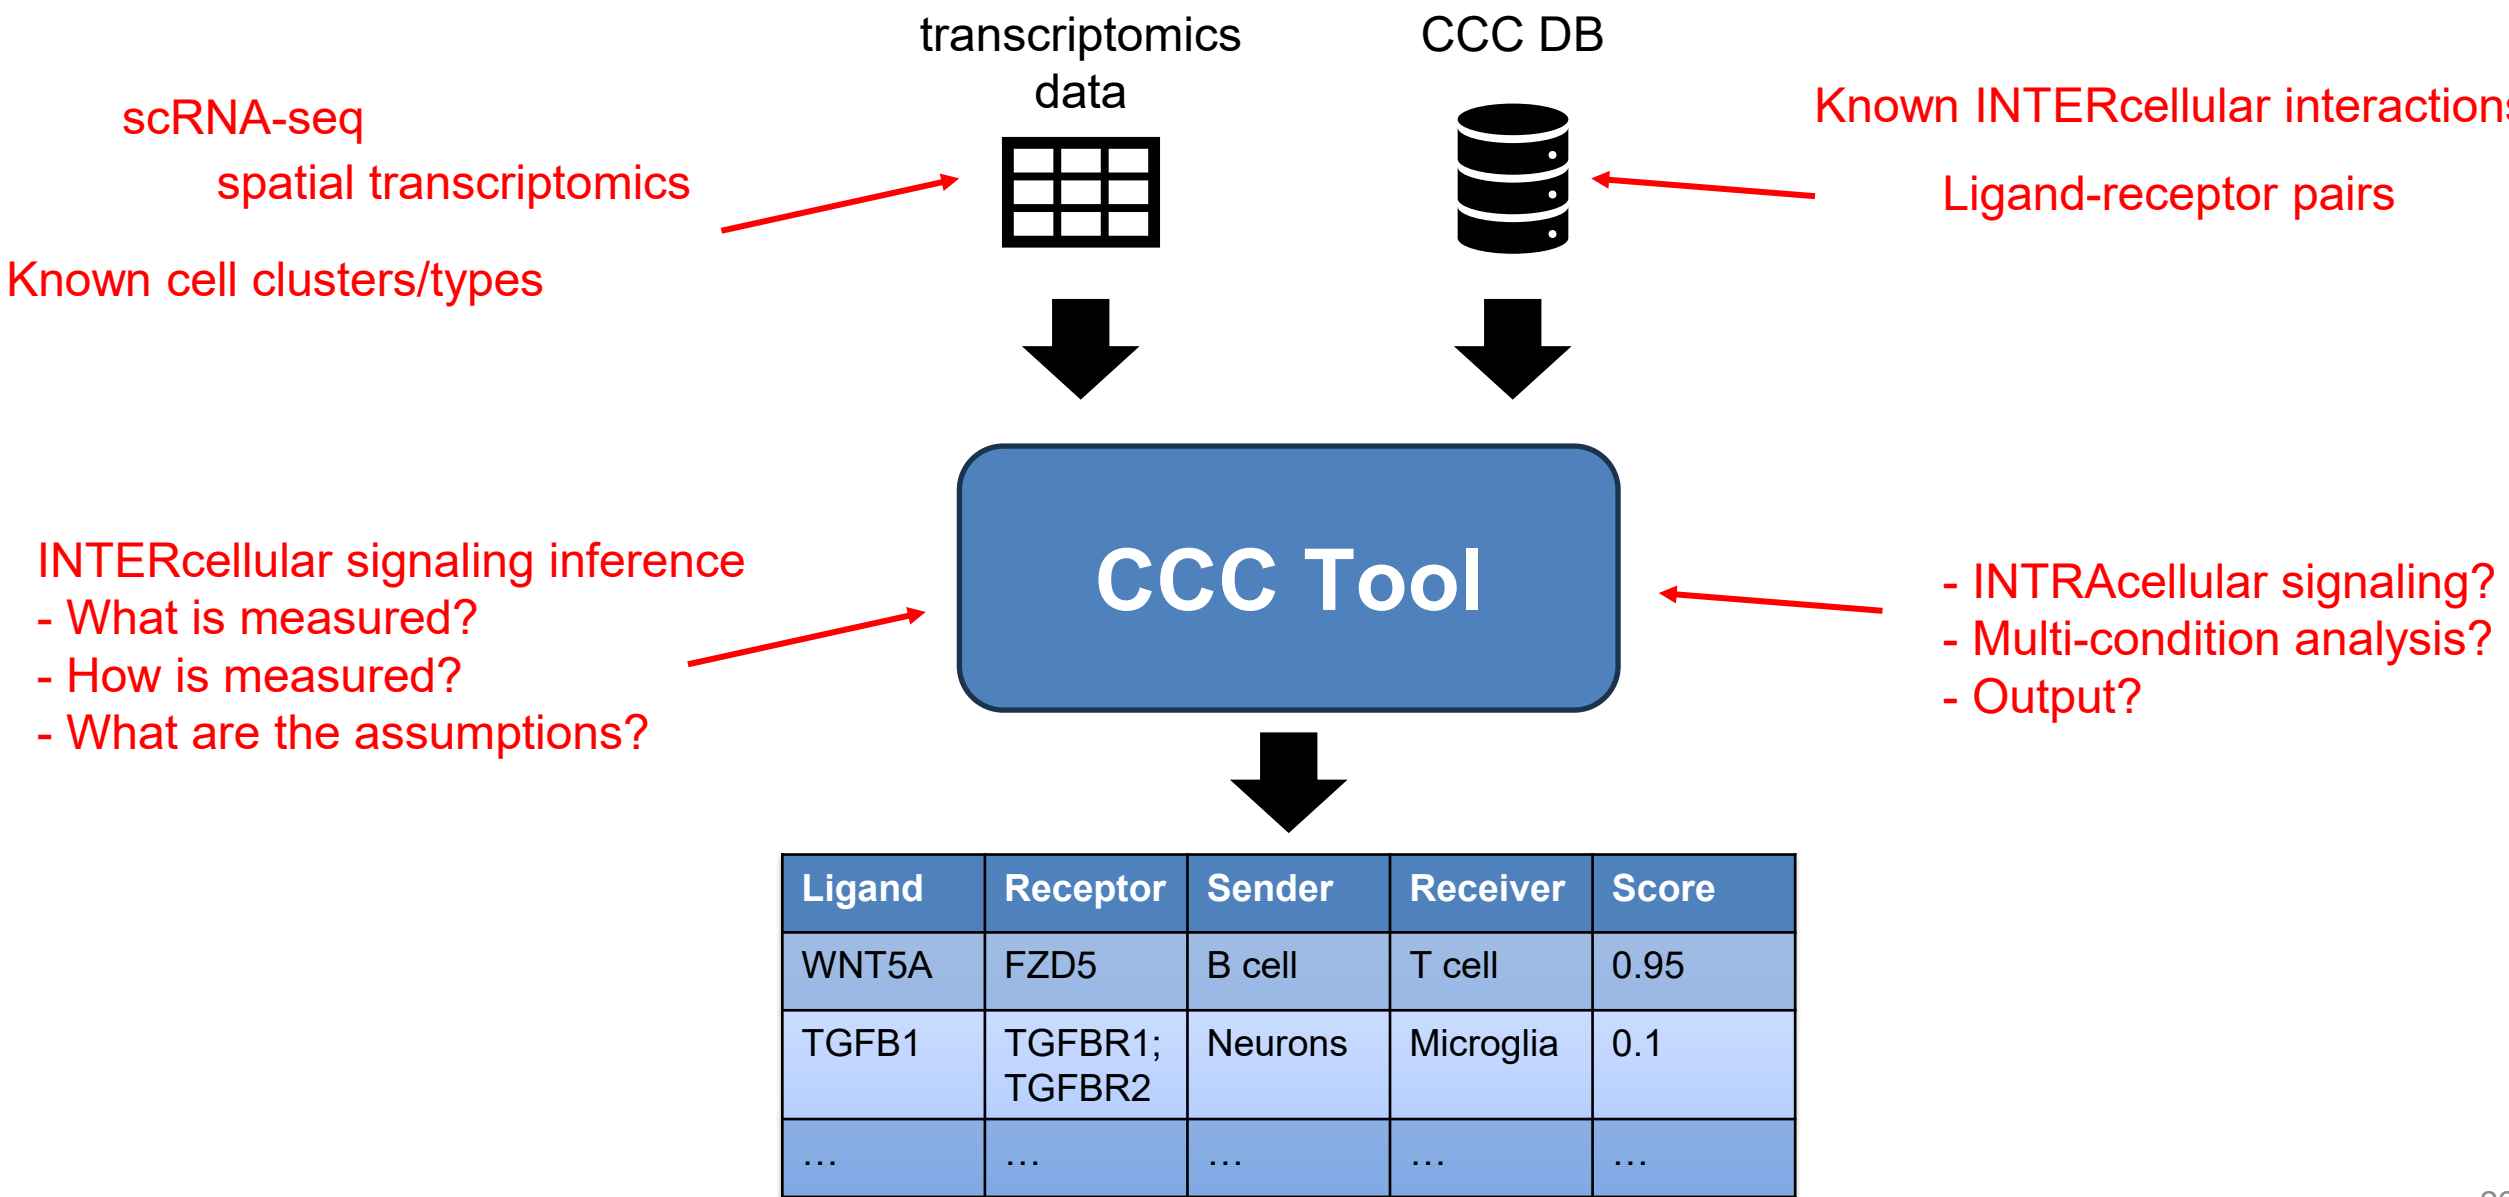 transcriptomics
data
CCC DB
scRNA-seq
spatial transcriptomics
Known cell clusters/types
Known INTERcellular interactions
Ligand-receptor pairs
CCC Tool
INTERcellular signaling inference
- What is measured?
- How is measured?
- What are the assumptions?
- INTRAcellular signaling?
- Multi-condition analysis?
- Output?
Ligand Receptor Sender Receiver Score
WNT5A FZD5 B cell T cell 0.95
TGFB1 TGFBR1; Neurons Microglia 0.1
TGFBR2
… … … … …